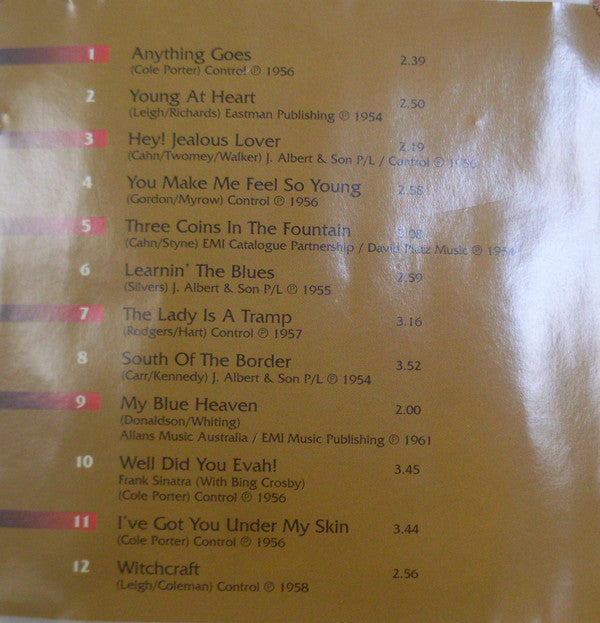 1 Anything Goes 2.39
(Cole Porter) Control ℗ 1956
2 Young At Heart 2.50
(Leigh/Richards) Eastman Publishing ℗ 1954
3 Hey! Jealous Lover 2.19
(Cahn/Twomey/Walker) J. Albert & Son P/L / Control ℗ 1956
4 You Make Me Feel So Young
(Gordon/Myrow) Control ℗ 1956
5 Three Coins In The Fountain 3.08
(Cahn/Styne) EMI Catalogue Partnership / David Platz Music ℗ 1954
6 Learnin' The Blues 2.59
(Silvers) J. Albert & Son P/L ℗ 1955
7 The Lady Is A Tramp 3.16
(Rodgers/Hart) Control ℗ 1957
8 South Of The Border 3.52
(Carr/Kennedy) J. Albert & Son P/L ℗ 1954
9 My Blue Heaven 2.00
(Donaldson/Whiting)
Allans Music Australia / EMI Music Publishing ℗ 1961
10 Well Did You Evah! 3.45
Frank Sinatra (With Bing Crosby)
(Cole Porter) Control ℗ 1956
11 I've Got You Under My Skin 3.44
(Cole Porter) Control ℗ 1956
12 Witchcraft 2.56
(Leigh/Coleman) Control ℗ 1958